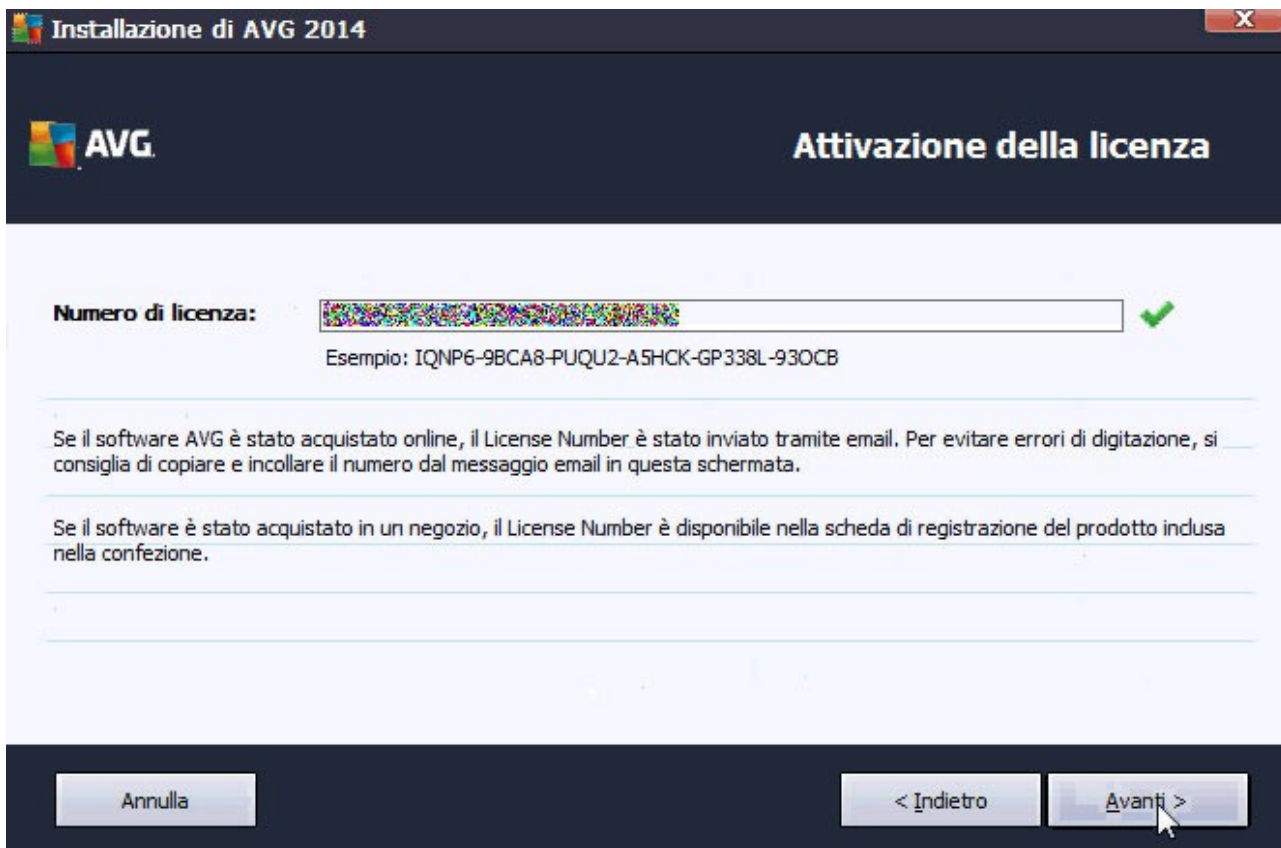 Installazione di AVG 2014
X
AVG.
Attivazione della licenza
Numero di licenza:
Esempio: IQNP6-9BCA8-PUQU2-A5HCK-GP338L-93OCB
Se il software AVG è stato acquistato online, il License Number è stato inviato tramite email. Per evitare errori di digitazione, si
consiglia di copiare e incollare il numero dal messaggio email in questa schermata.
Se il software è stato acquistato in un negozio, il License Number è disponibile nella scheda di registrazione del prodotto inclusa
nella confezione.
Annulla
< Indietro
Avanti >